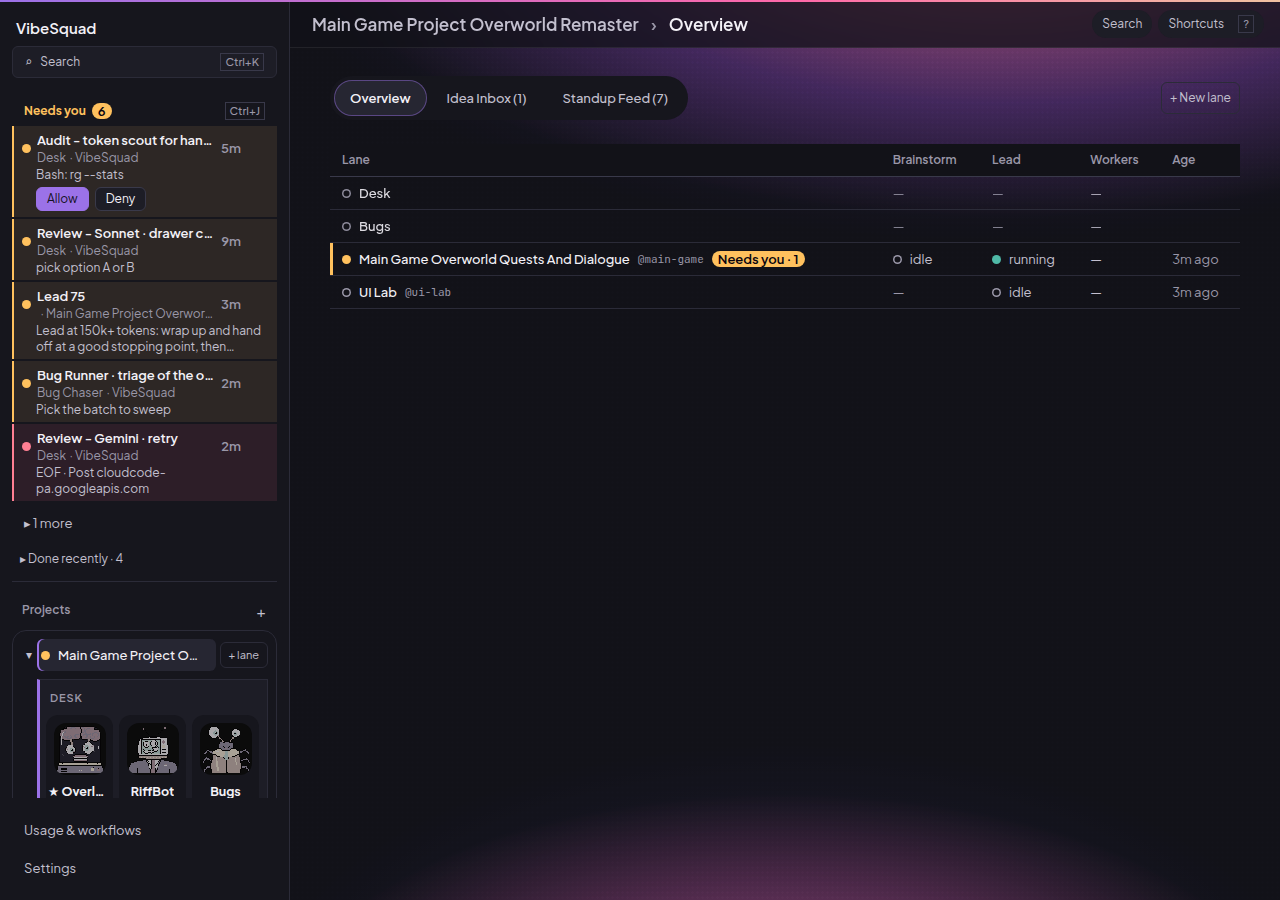 VibeSquad
Search Ctrl+K
Needs you 6 Ctrl+J
Audit – token scout for han… 5m
Desk · VibeSquad
Bash: rg --stats
Allow Deny
Review – Sonnet · drawer c… 9m
Desk · VibeSquad
pick option A or B
Lead 75 3m
· Main Game Project Overwor…
Lead at 150k+ tokens: wrap up and hand
off at a good stopping point, then…
Bug Runner · triage of the o… 2m
Bug Chaser · VibeSquad
Pick the batch to sweep
Review – Gemini · retry 2m
Desk · VibeSquad
EOF · Post cloudcode-
pa.googleapis.com
▸ 1 more
▸ Done recently · 4
Projects +
▾ Main Game Project O… + lane
DESK
★ Overl… RiffBot Bugs
Usage & workflows
Settings
Main Game Project Overworld Remaster › Overview
Search Shortcuts ?
Overview Idea Inbox (1) Standup Feed (7) + New lane
Lane Brainstorm Lead Workers Age
Desk — — —
Bugs — — —
Main Game Overworld Quests And Dialogue @main-game Needs you · 1 idle running — 3m ago
UI Lab @ui-lab — idle — 3m ago